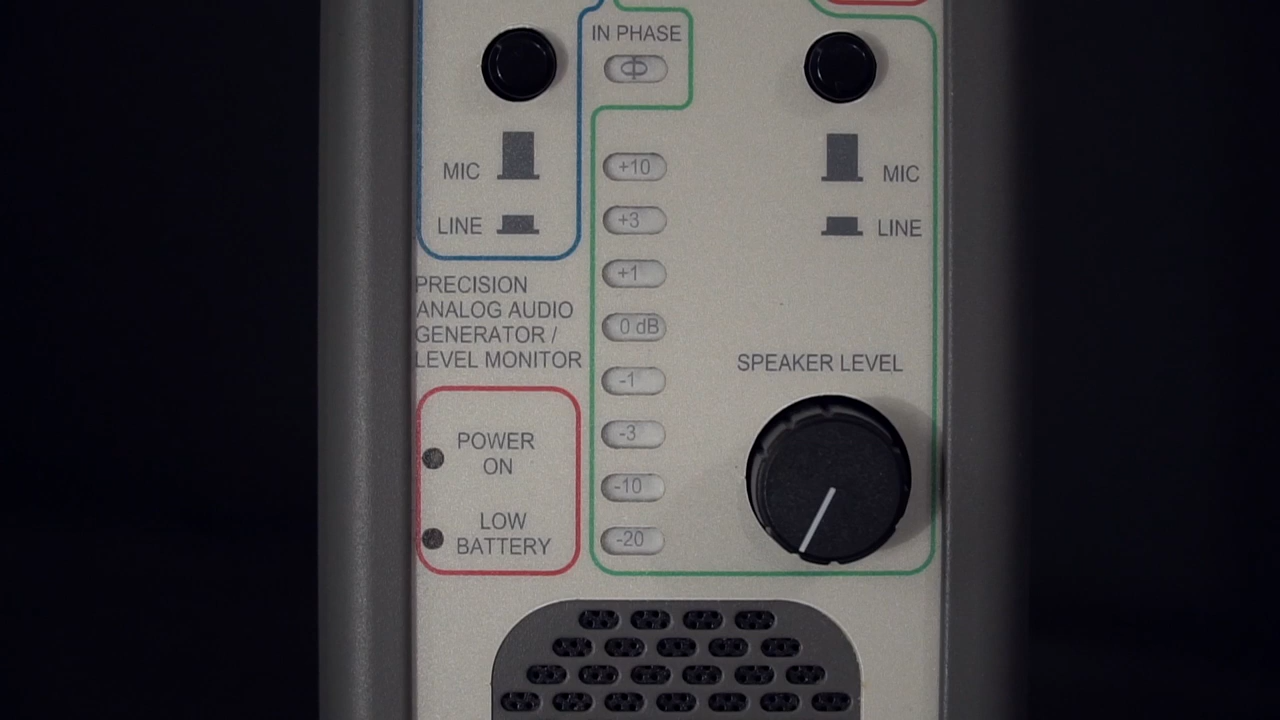 IN PHASE
Φ
MIC
LINE
MIC
LINE
+10
+3
+1
0 dB
-1
-3
-10
-20
PRECISION
ANALOG AUDIO
GENERATOR /
LEVEL MONITOR
SPEAKER LEVEL
POWER
ON
LOW
BATTERY